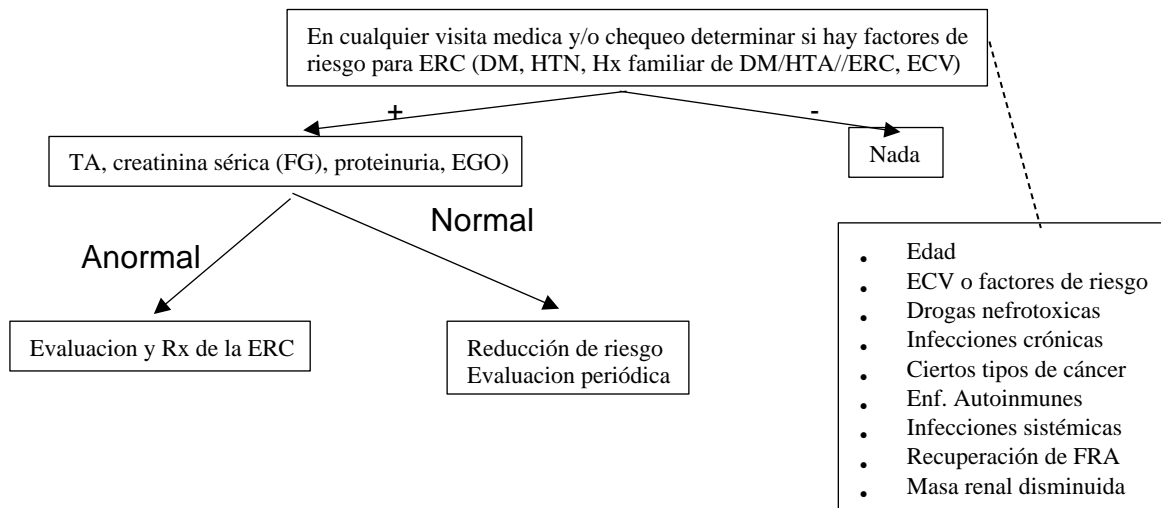 En cualquier visita medica y/o chequeo determinar si hay factores de
riesgo para ERC (DM, HTN, Hx familiar de DM/HTA//ERC, ECV)
+
-
TA, creatinina sérica (FG), proteinuria, EGO)
Nada
Anormal
Normal
Evaluacion y Rx de la ERC
Reducción de riesgo
Evaluacion periódica
• Edad
• ECV o factores de riesgo
• Drogas nefrotoxicas
• Infecciones crónicas
• Ciertos tipos de cáncer
• Enf. Autoinmunes
• Infecciones sistémicas
• Recuperación de FRA
• Masa renal disminuida